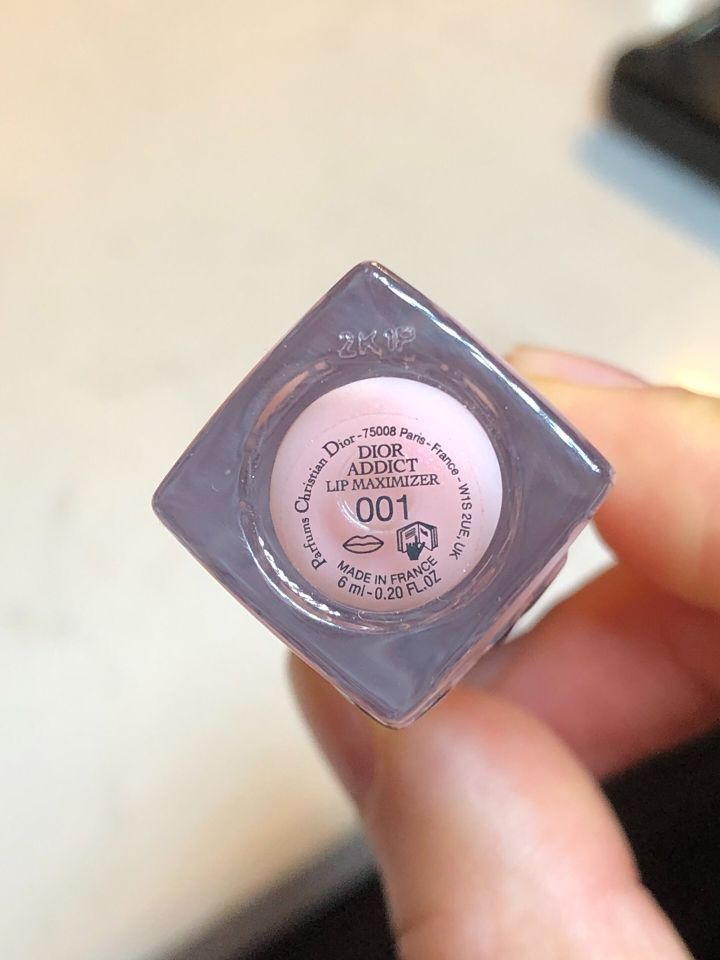 2K1P
Parfums Christian Dior-75008 Paris-France-W1S 2UE, UK
DIOR
ADDICT
LIP MAXIMIZER
001
MADE IN FRANCE
6 ml-0.20 FL.OZ